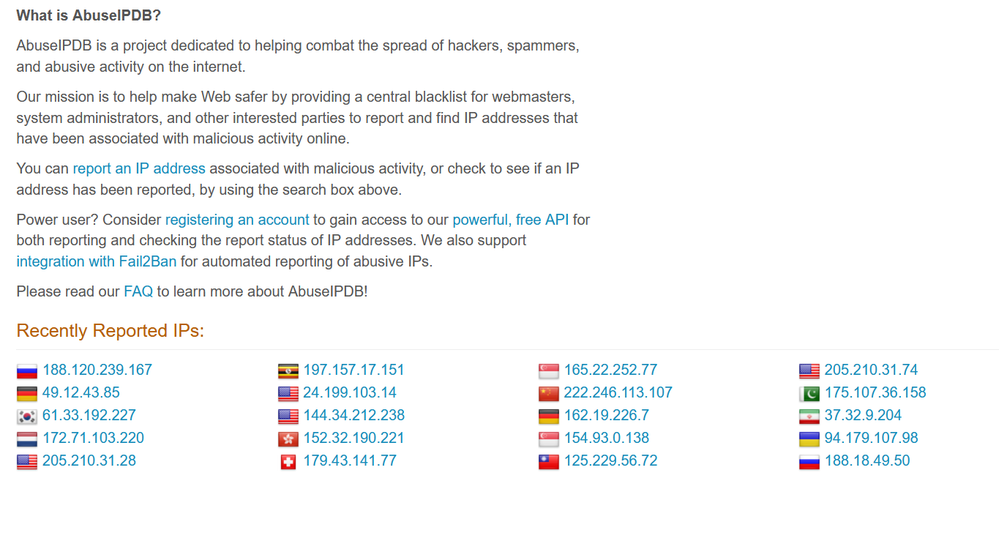 What is AbuseIPDB?
AbuseIPDB is a project dedicated to helping combat the spread of hackers, spammers,
and abusive activity on the internet.
Our mission is to help make Web safer by providing a central blacklist for webmasters,
system administrators, and other interested parties to report and find IP addresses that
have been associated with malicious activity online.
You can report an IP address associated with malicious activity, or check to see if an IP
address has been reported, by using the search box above.
Power user? Consider registering an account to gain access to our powerful, free API for
both reporting and checking the report status of IP addresses. We also support
integration with Fail2Ban for automated reporting of abusive IPs.
Please read our FAQ to learn more about AbuseIPDB!
Recently Reported IPs:
188.120.239.167 197.157.17.151 165.22.252.77 205.210.31.74
49.12.43.85 24.199.103.14 222.246.113.107 175.107.36.158
61.33.192.227 144.34.212.238 162.19.226.7 37.32.9.204
172.71.103.220 152.32.190.221 154.93.0.138 94.179.107.98
205.210.31.28 179.43.141.77 125.229.56.72 188.18.49.50